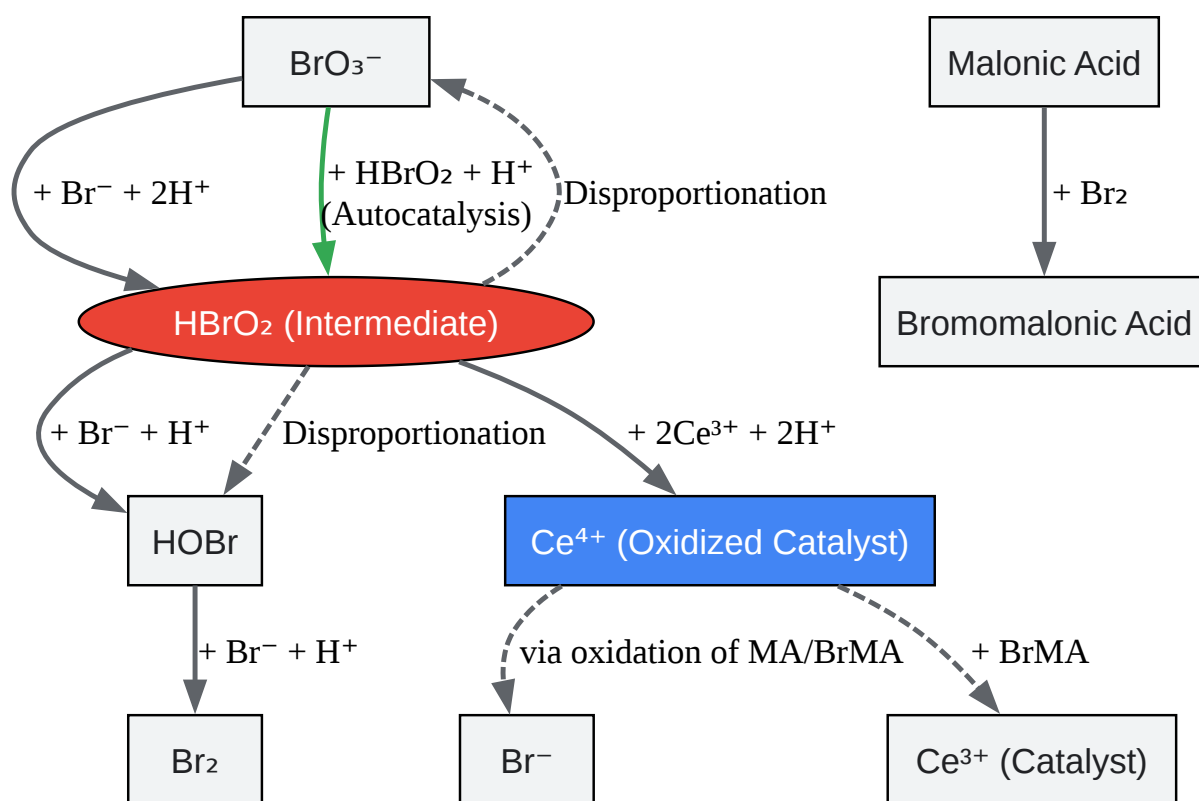 BrO₃⁻
Malonic Acid
+ Br⁻ + 2H⁺
+ HBrO₂ + H⁺
(Autocatalysis)
Disproportionation
+ Br₂
HBrO₂ (Intermediate)
Bromomalonic Acid
+ Br⁻ + H⁺
Disproportionation
+ 2Ce³⁺ + 2H⁺
HOBr
Ce⁴⁺ (Oxidized Catalyst)
+ Br⁻ + H⁺
via oxidation of MA/BrMA
+ BrMA
Br₂
Br⁻
Ce³⁺ (Catalyst)